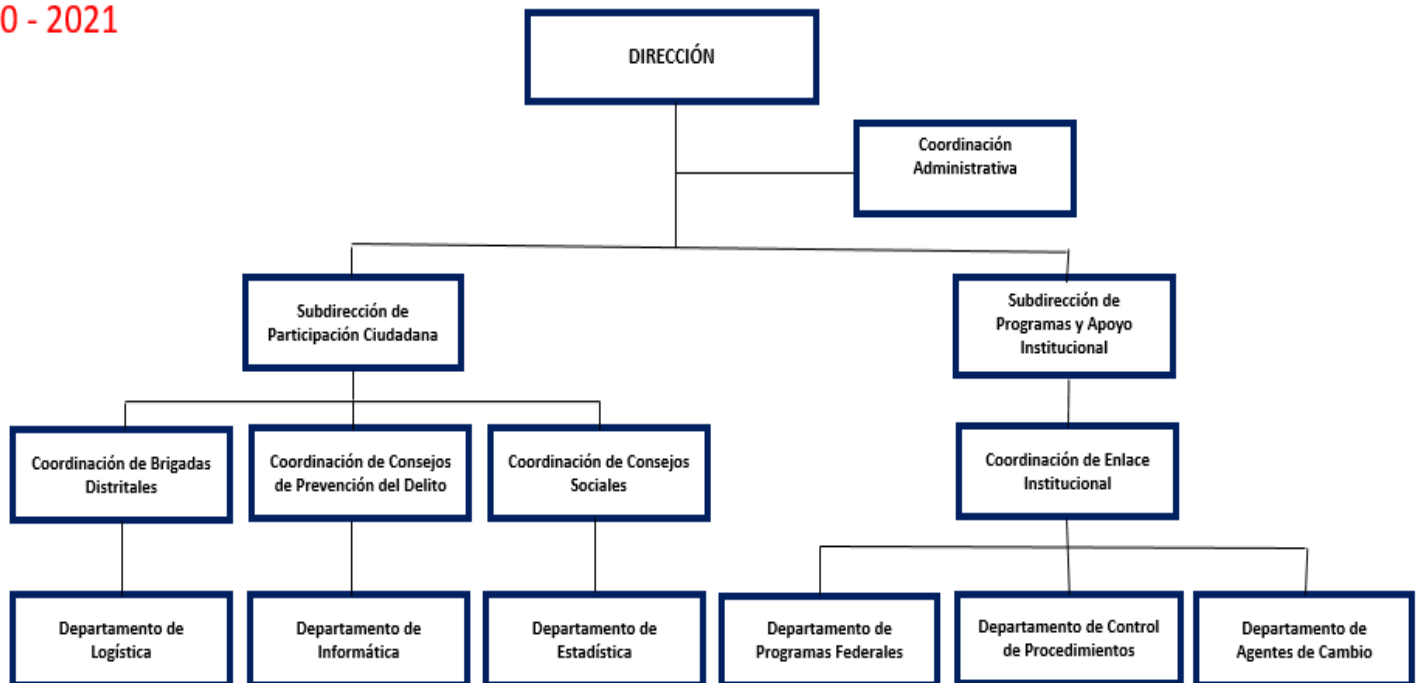 0 - 2021
DIRECCIÓN
Coordinación
Administrativa
Subdirección de
Participación Ciudadana
Subdirección de
Programas y Apoyo
Institucional
Coordinación de Brigadas
Distritales
Coordinación de Consejos
de Prevención del Delito
Coordinación de Consejos
Sociales
Coordinación de Enlace
Institucional
Departamento de
Logística
Departamento de
Informática
Departamento de
Estadística
Departamento de
Programas Federales
Departamento de Control
de Procedimientos
Departamento de
Agentes de Cambio